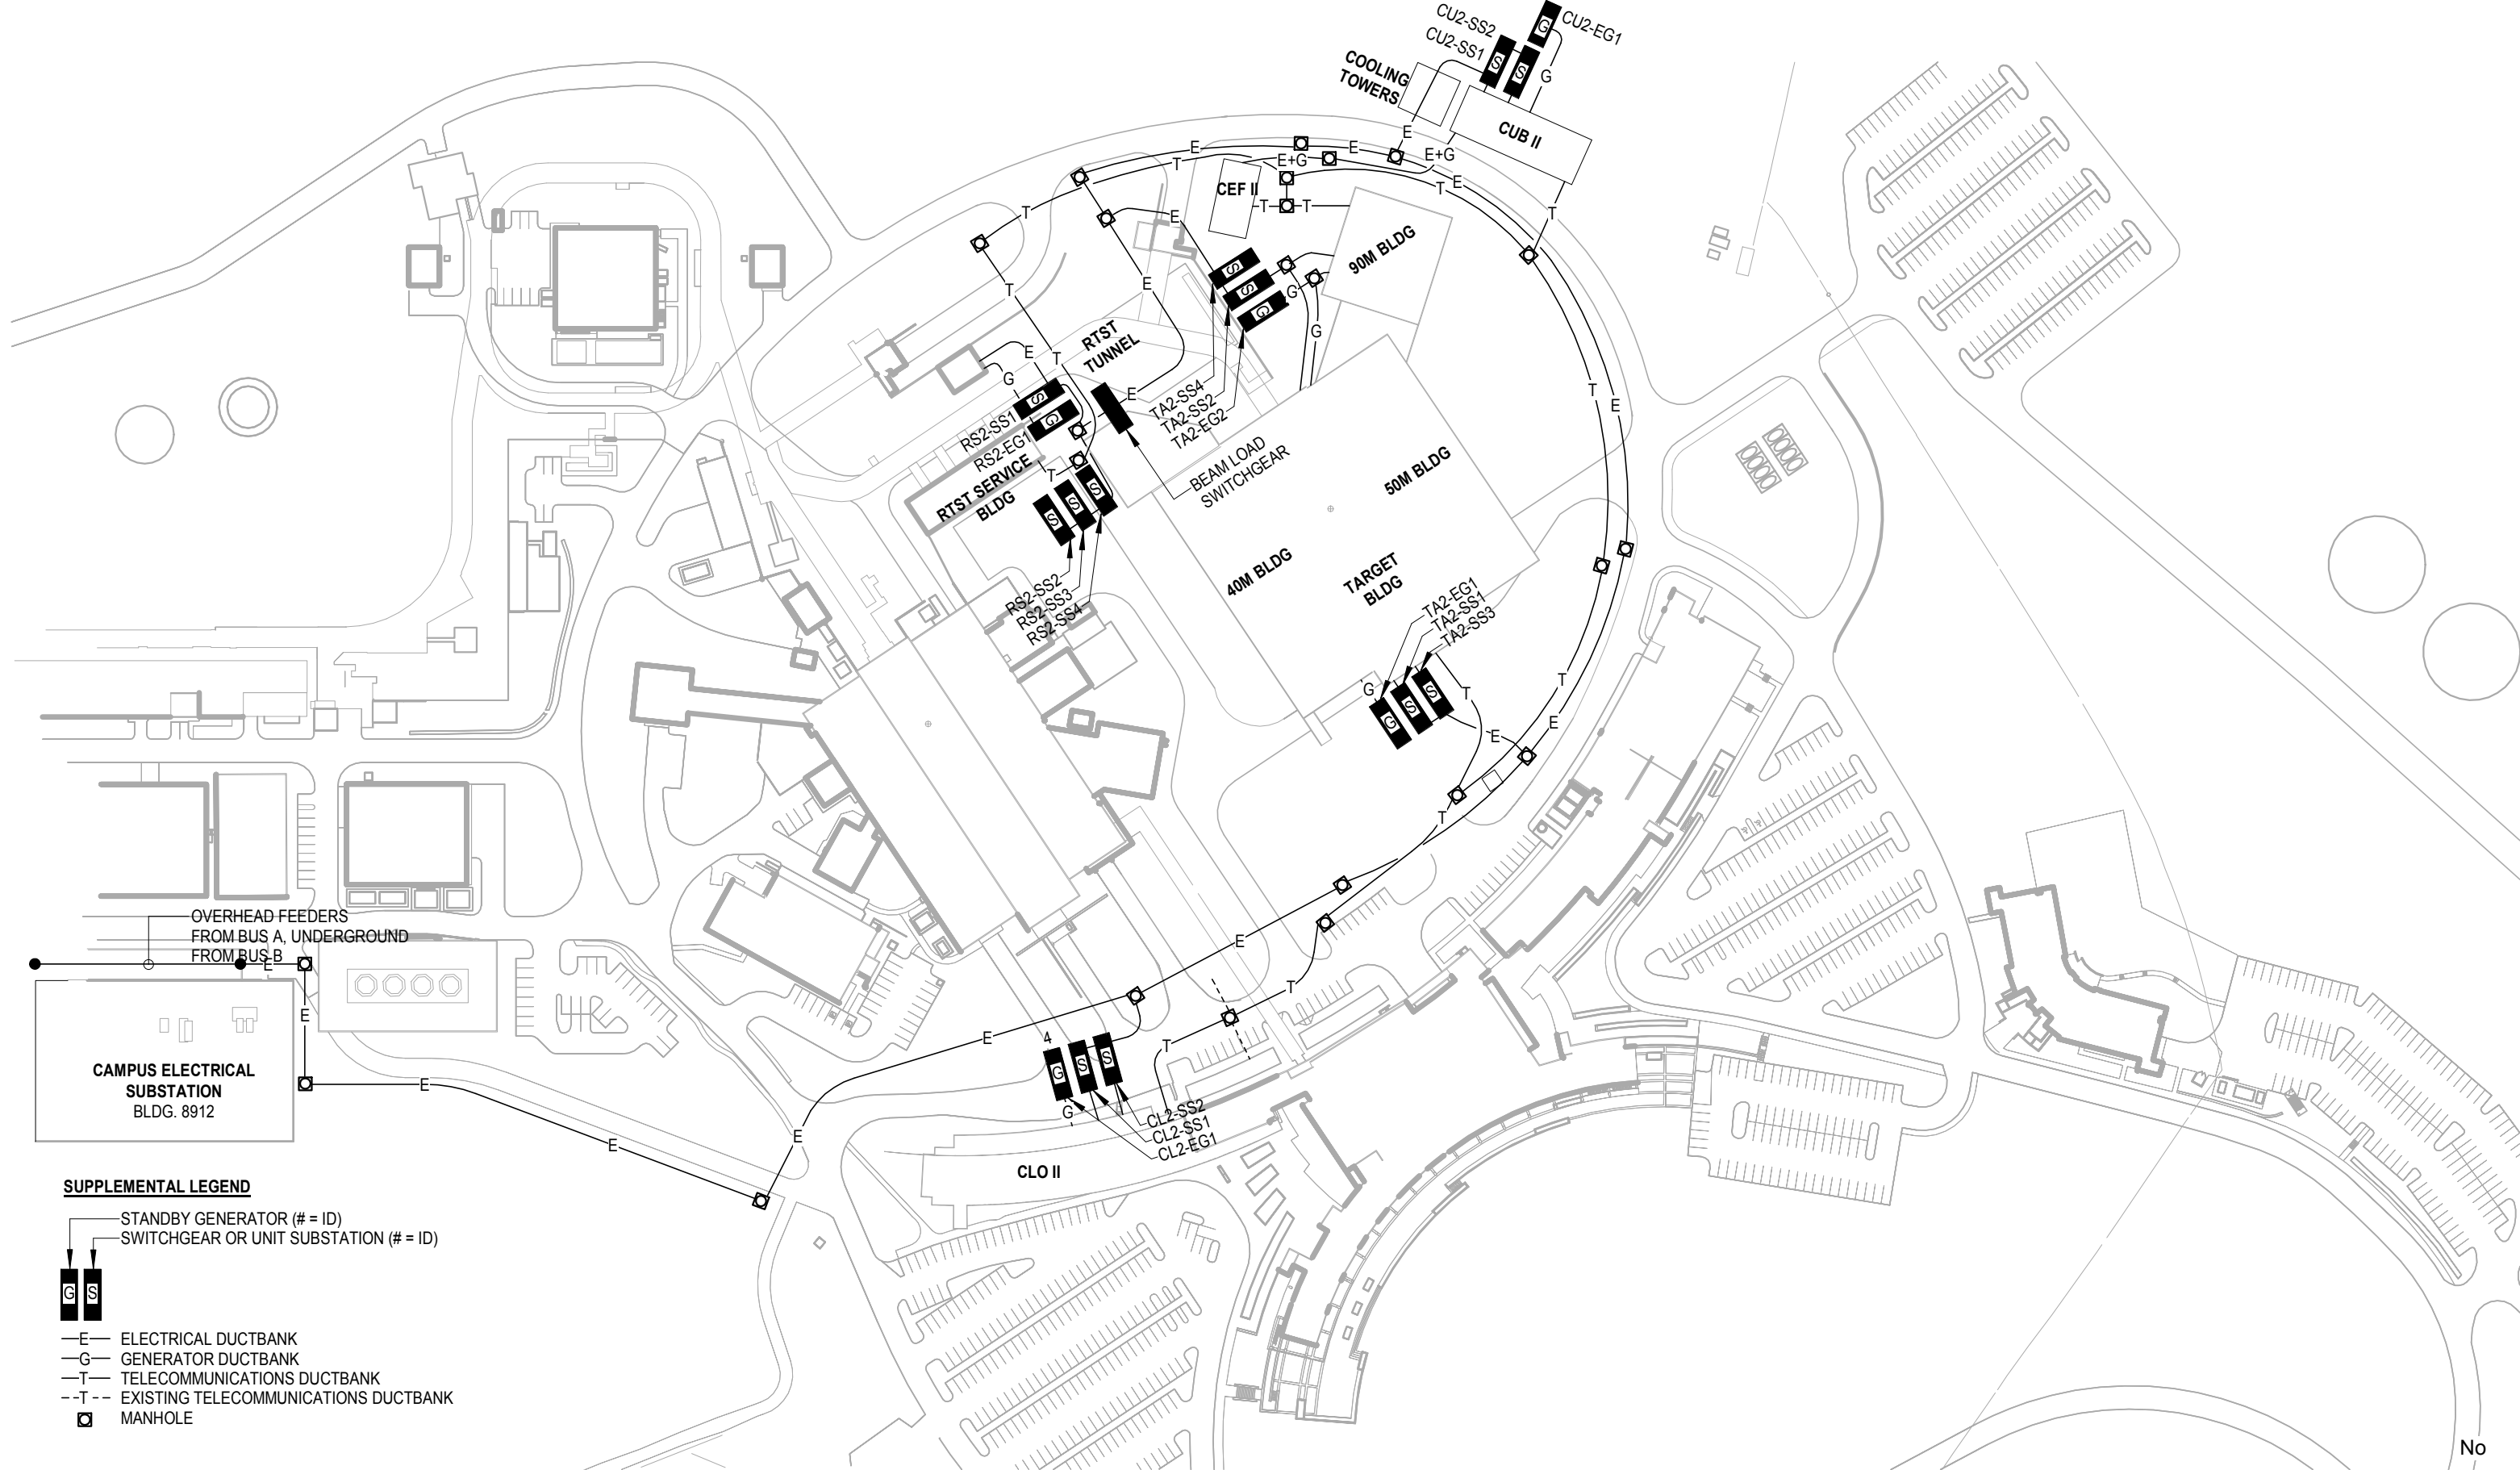 CU2-SS2
CU2-SS1
G
CU2-EG1
S
S
G
COOLING
TOWERS
CUB II
E
E
E
E+G
E+G
T
T
E
CEF II
T
T
T
T
E
90M BLDG
S
S
G
G
G
T
E
RTST
TUNNEL
E
G
T
E
S
G
RS2-SS1
RS2-EG1
TA2-SS4
TA2-SS2
TA2-EG2
T
E
BEAM LOAD
SWITCHGEAR
RTST SERVICE
BLDG
T
S
S
S
50M BLDG
40M BLDG
TARGET
BLDG
RS2-SS2
RS2-SS3
RS2-SS4
TA2-EG1
TA2-SS1
TA2-SS3
G
G
S
S
T
T
E
E
T
OVERHEAD FEEDERS
FROM BUS A, UNDERGROUND
FROM BUS B
E
E
E
T
E
4
T
G
S
S
G
CAMPUS ELECTRICAL
SUBSTATION
BLDG. 8912
E
E
E
CL2-SS2
CL2-SS1
CL2-EG1
CLO II
SUPPLEMENTAL LEGEND
STANDBY GENERATOR (# = ID)
SWITCHGEAR OR UNIT SUBSTATION (# = ID)
G S
E ELECTRICAL DUCTBANK
G GENERATOR DUCTBANK
T TELECOMMUNICATIONS DUCTBANK
T EXISTING TELECOMMUNICATIONS DUCTBANK
MANHOLE
No